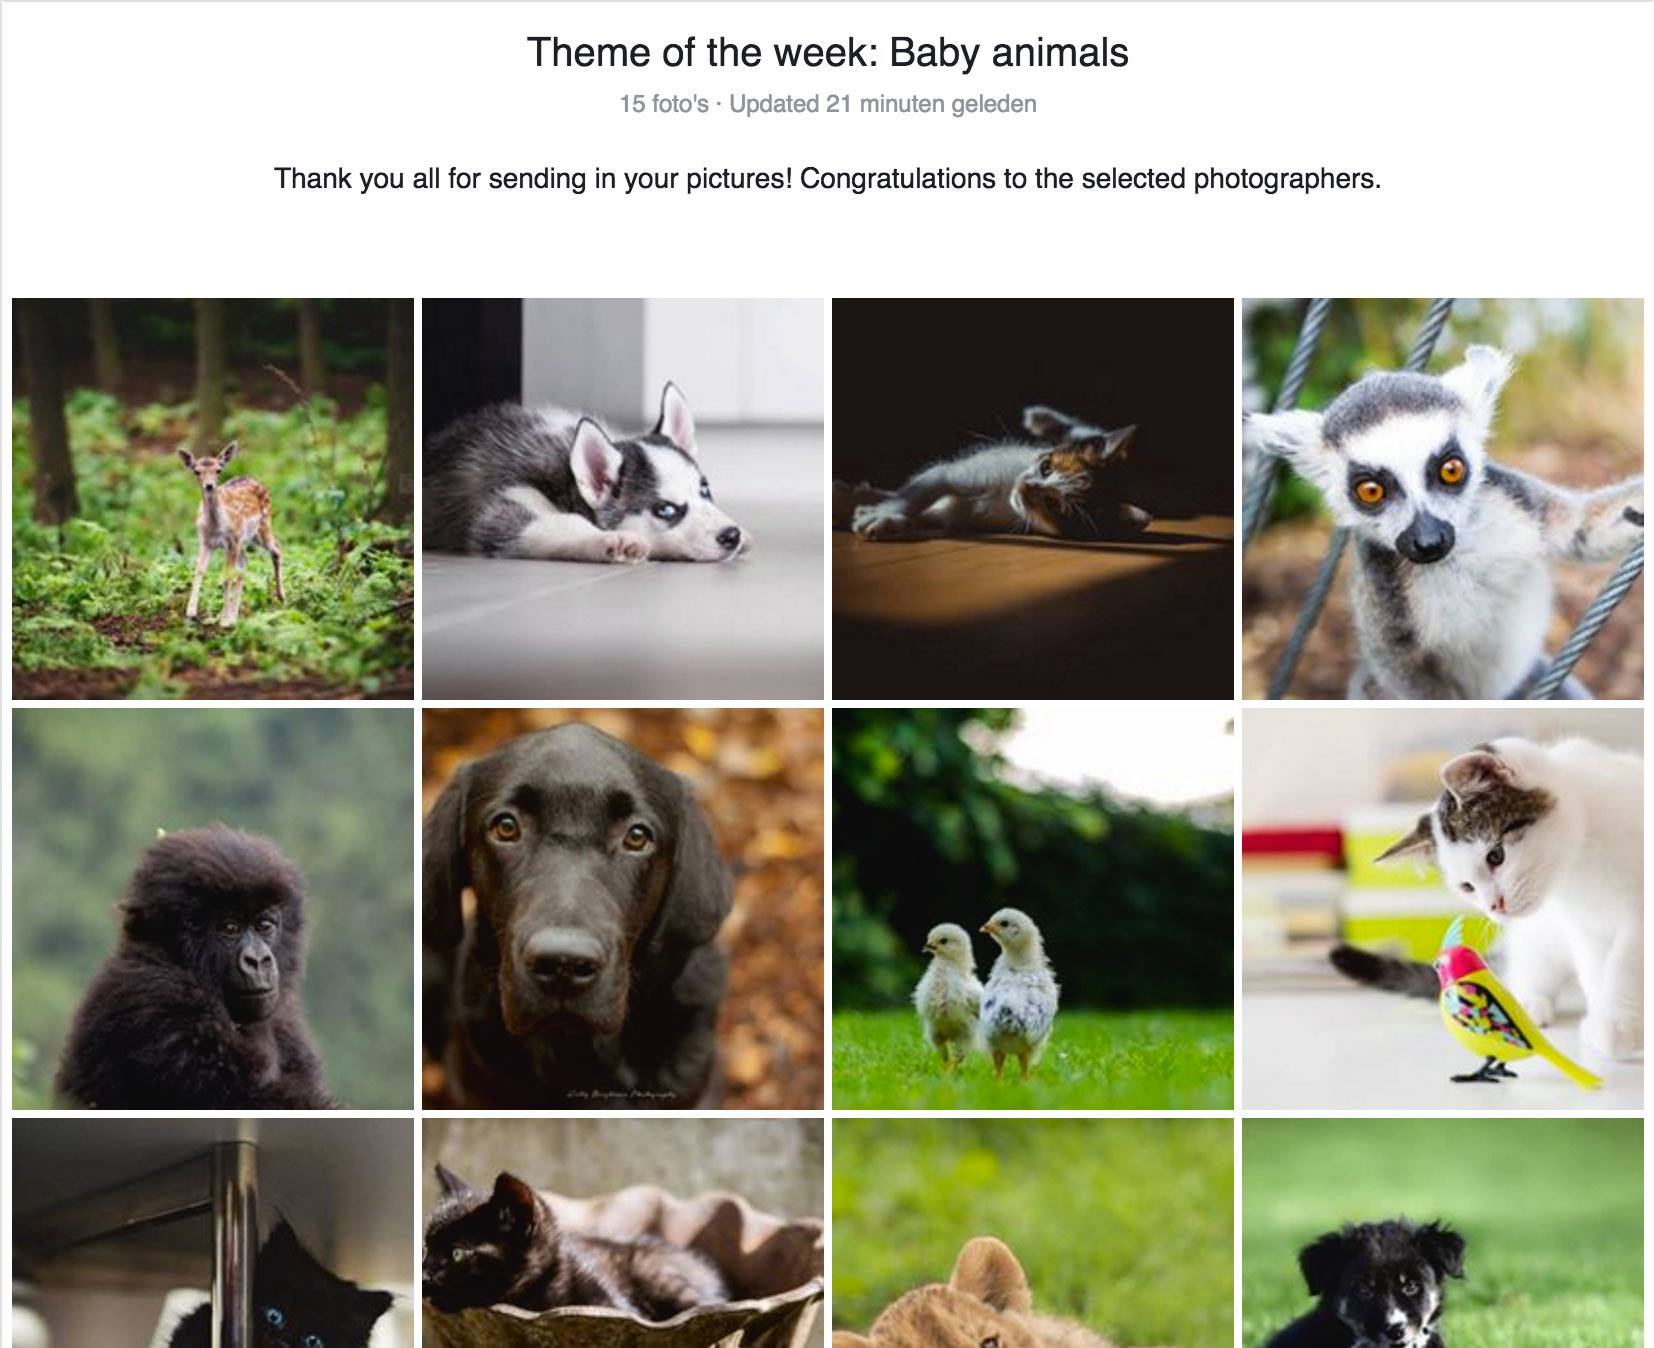 Theme of the week: Baby animals
15 foto's · Updated 21 minuten geleden
Thank you all for sending in your pictures! Congratulations to the selected photographers.
Photography